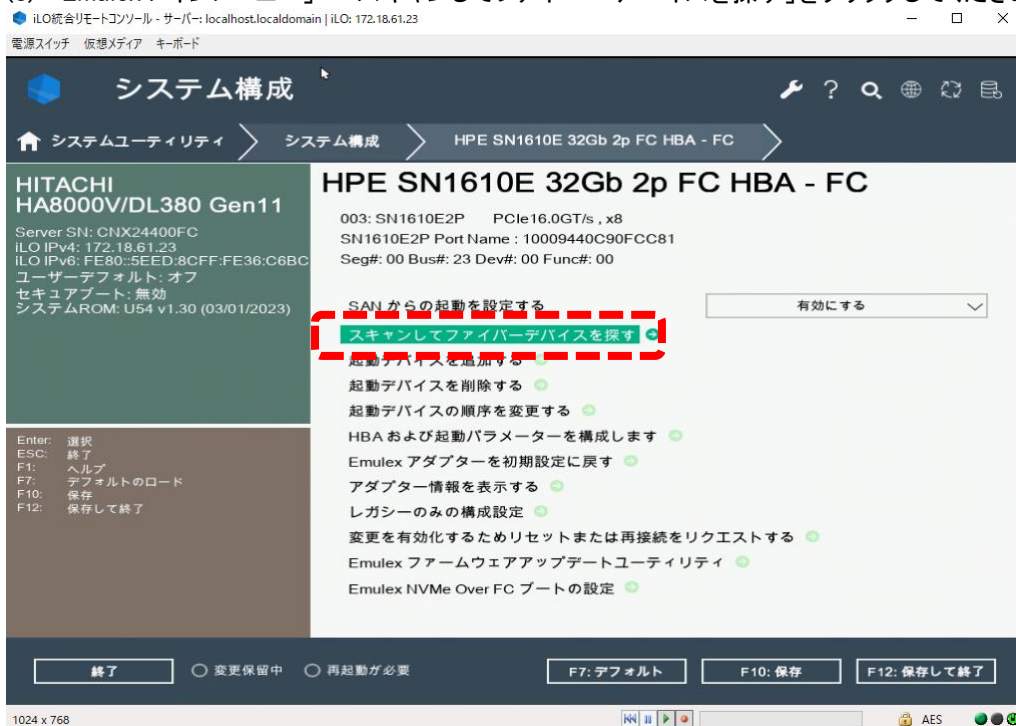 iLO統合リモートコンソール - サーバー: localhost.localdomain | iLO: 172.18.61.23
電源スイッチ 仮想メディア キーボード
システム構成
システムユーティリティ システム構成 HPE SN1610E 32Gb 2p FC HBA - FC
HITACHI
HA8000V/DL380 Gen11
Server SN: CNX24400FC
iLO IPv4: 172.18.61.23
iLO IPv6: FE80::5EED:8CFF:FE36:C6BC
ユーザーデフォルト: オフ
セキュアブート: 無効
システムROM: U54 v1.30 (03/01/2023)
Enter: 選択
ESC: 終了
F1: ヘルプ
F7: デフォルトのロード
F10: 保存
F12: 保存して終了
HPE SN1610E 32Gb 2p FC HBA - FC
003: SN1610E2P PCIe16.0GT/s , x8
SN1610E2P Port Name : 10009440C90FCC81
Seg#: 00 Bus#: 23 Dev#: 00 Func#: 00
SAN からの起動を設定する 有効にする
スキャンしてファイバーデバイスを探す
起動デバイスを追加する
起動デバイスを削除する
起動デバイスの順序を変更する
HBA および起動パラメーターを構成します
Emulex アダプターを初期設定に戻す
アダプター情報を表示する
レガシーのみの構成設定
変更を有効化するためリセットまたは再接続をリクエストする
Emulex ファームウェアアップデートユーティリティ
Emulex NVMe Over FC ブートの設定
終了 変更保留中 再起動が必要 F7: デフォルト F10: 保存 F12: 保存して終了
1024 x 768 AES